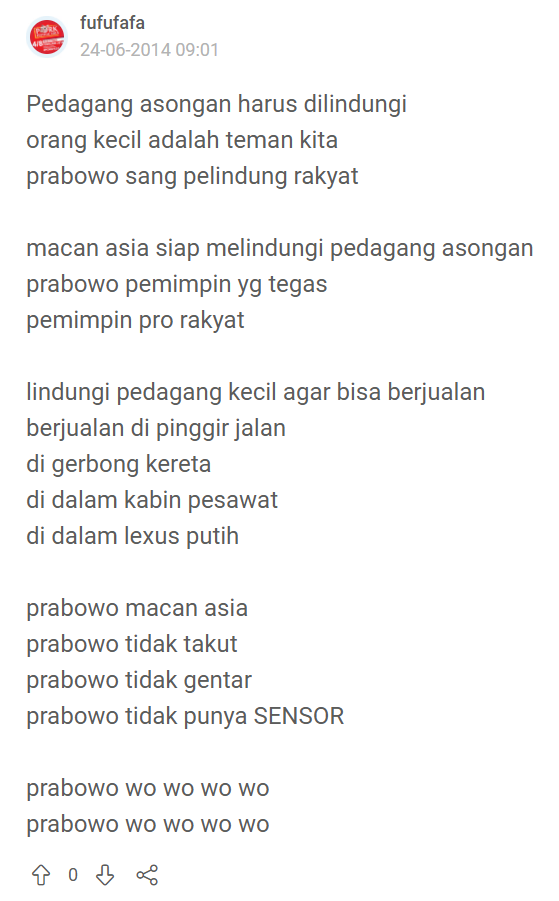 fufufafa
24-06-2014 09:01
Pedagang asongan harus dilindungi
orang kecil adalah teman kita
prabowo sang pelindung rakyat
macan asia siap melindungi pedagang asongan
prabowo pemimpin yg tegas
pemimpin pro rakyat
lindungi pedagang kecil agar bisa berjualan
berjualan di pinggir jalan
di gerbong kereta
di dalam kabin pesawat
di dalam lexus putih
prabowo macan asia
prabowo tidak takut
prabowo tidak gentar
prabowo tidak punya SENSOR
prabowo wo wo wo wo
prabowo wo wo wo wo
0